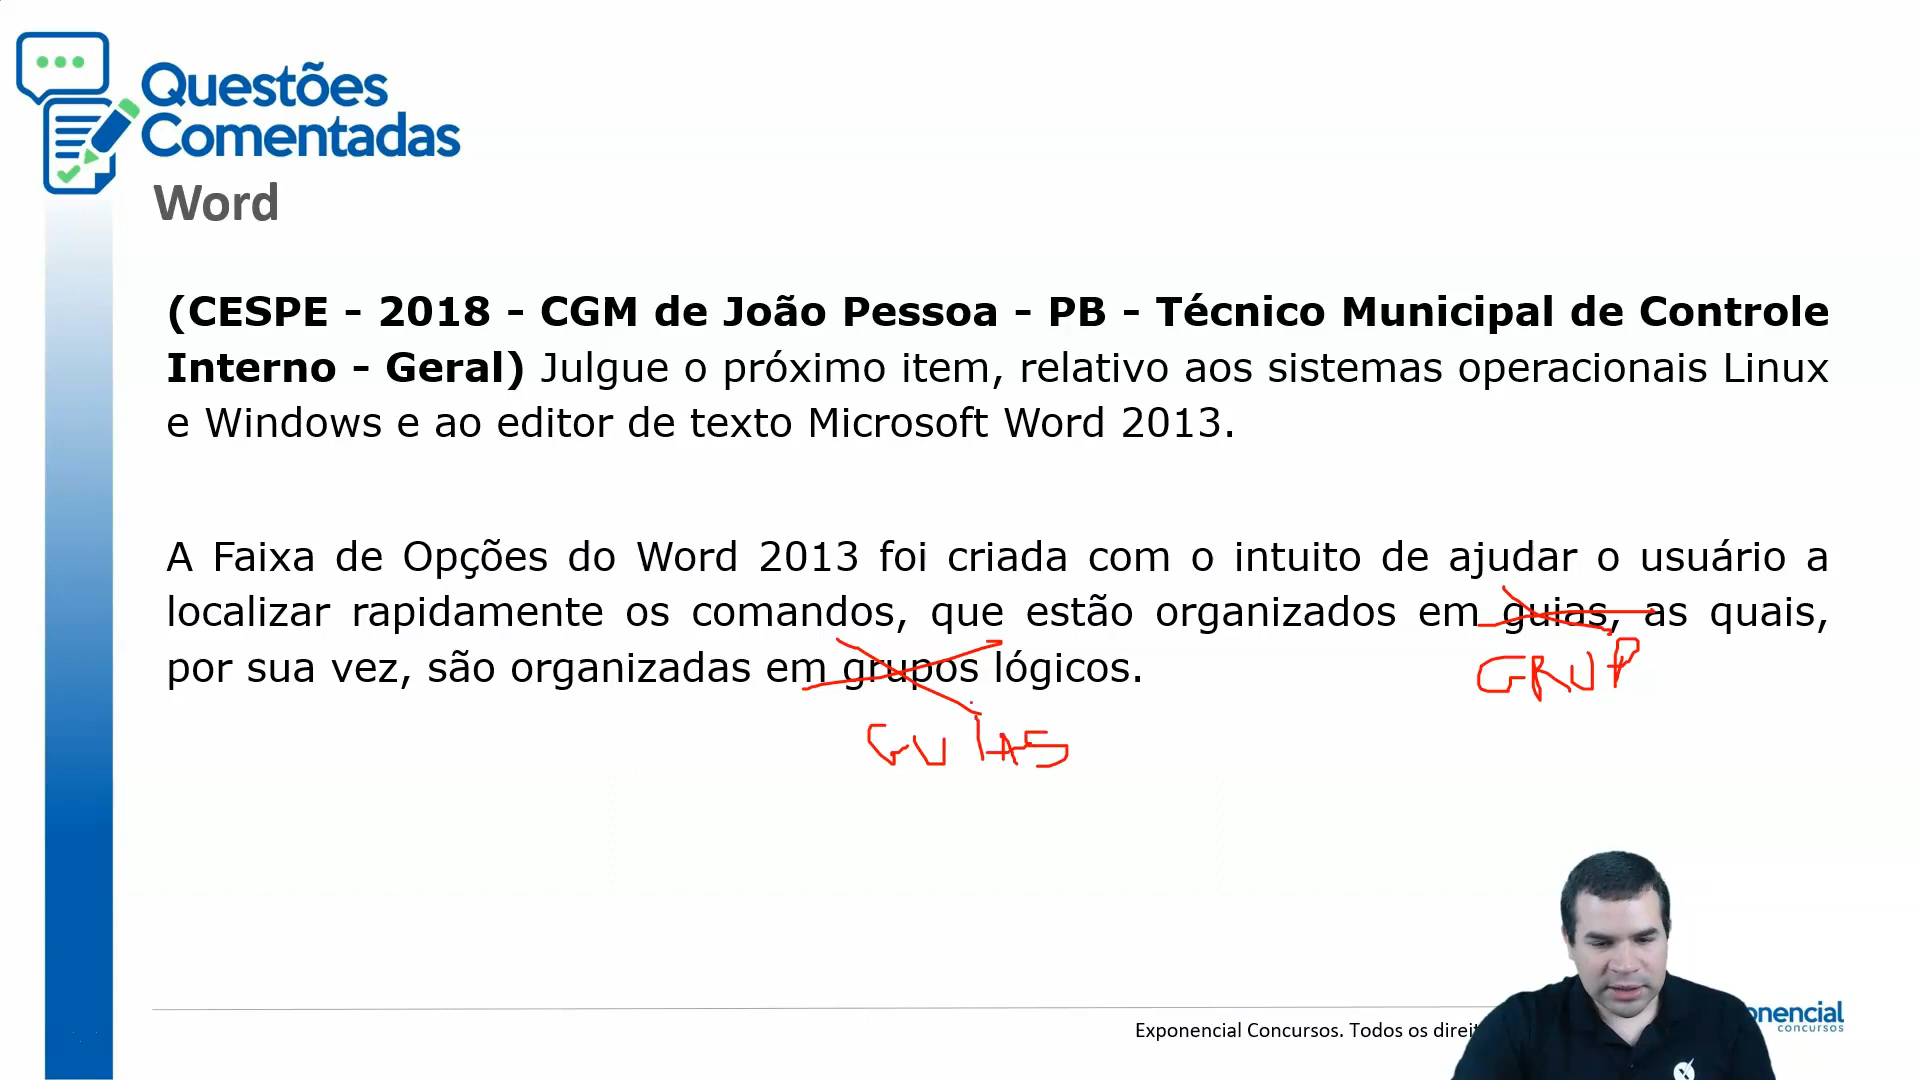 Questões
Comentadas
Word
(CESPE - 2018 - CGM de João Pessoa - PB - Técnico Municipal de Controle
Interno - Geral) Julgue o próximo item, relativo aos sistemas operacionais Linux
e Windows e ao editor de texto Microsoft Word 2013.
A Faixa de Opções do Word 2013 foi criada com o intuito de ajudar o usuário a
localizar rapidamente os comandos, que estão organizados em guias, as quais,
por sua vez, são organizadas em grupos lógicos.
GRUP
GUIAS
Exponencial Concursos. Todos os direit
onencial
concursos